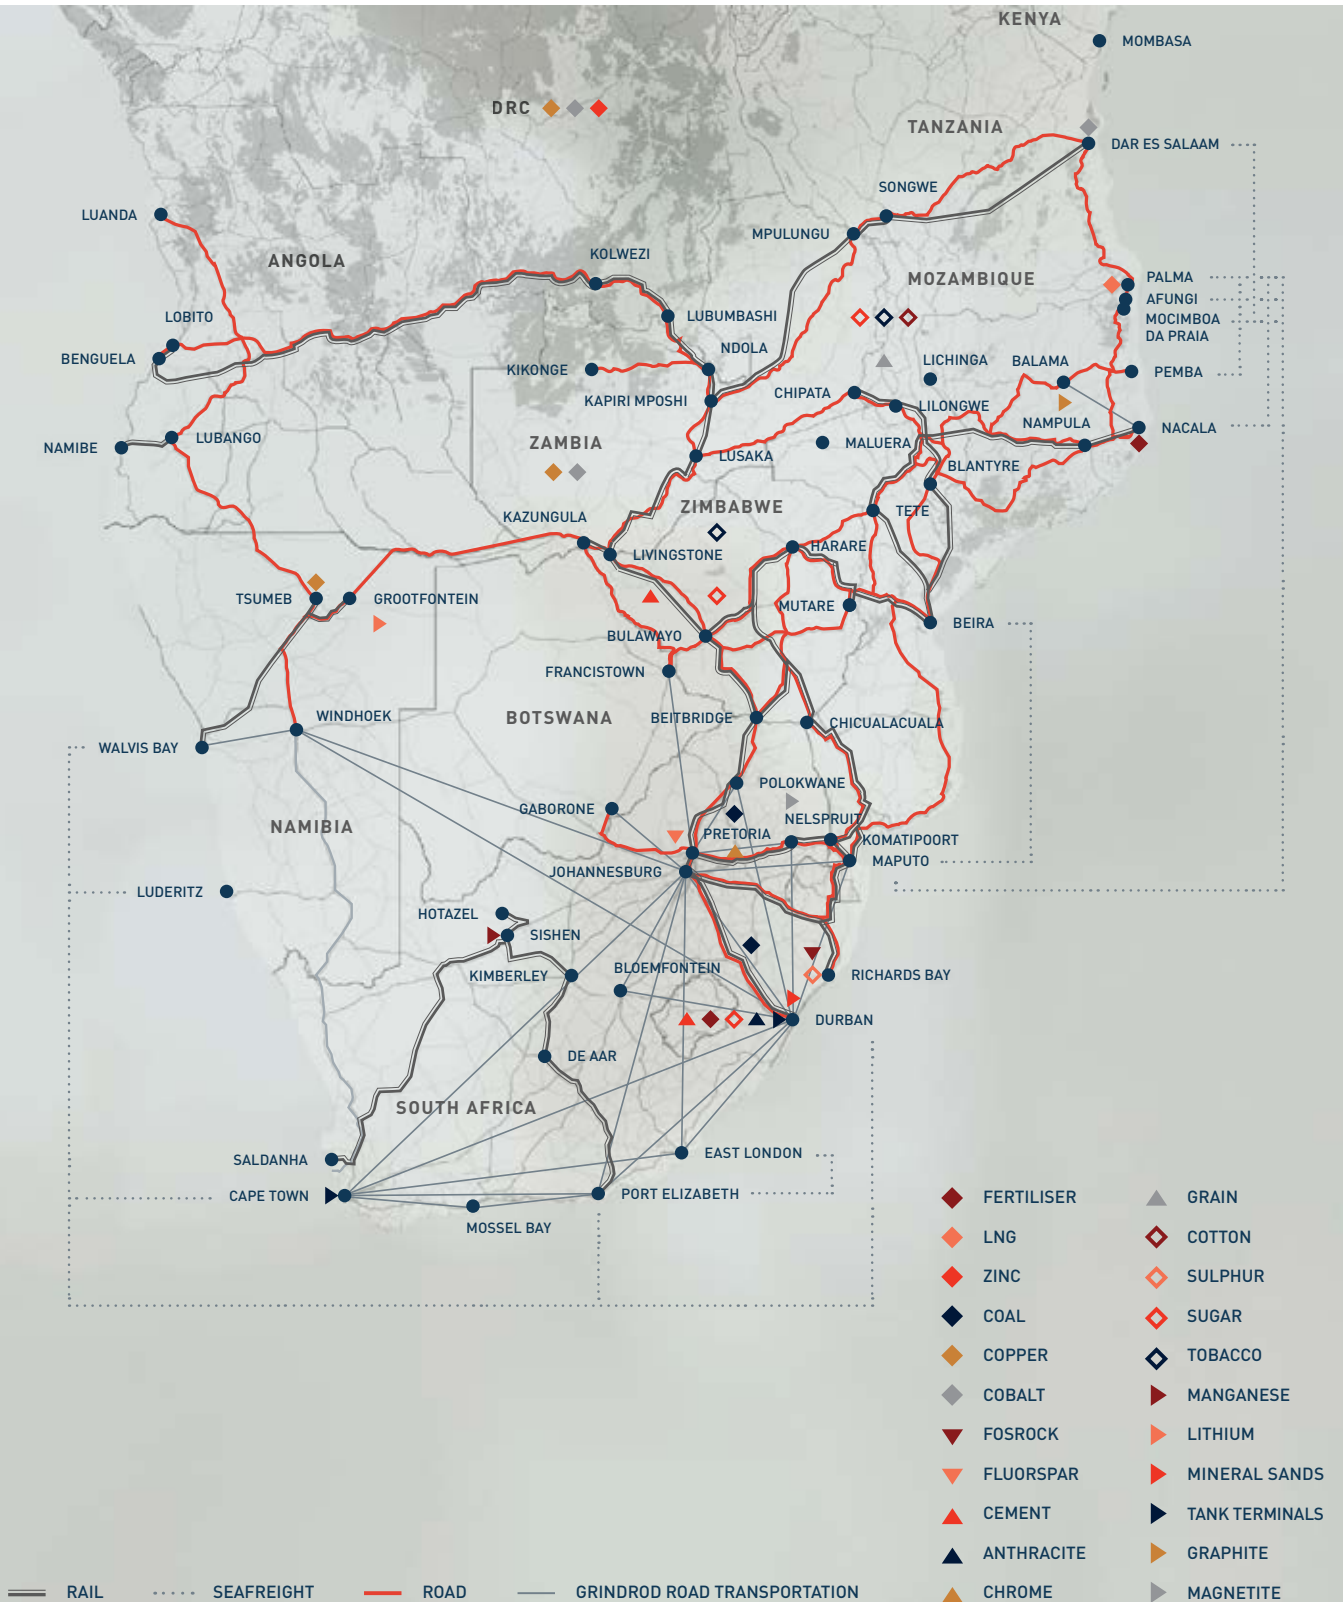 KENYA
MOMBASA
DRC
TANZANIA
DAR ES SALAAM
SONGWE
LUANDA
MPULUNGU
KOLWEZI
ANGOLA
MOZAMBIQUE
PALMA
AFUNGI
MOCIMBOA
DA PRAIA
LOBITO
LUBUMBASHI
NDOLA
BENGUELA
KIKONGE
LICHINGA
BALAMA
PEMBA
KAPIRI MPOSHI
CHIPATA
LILONGWE
NAMPULA
NACALA
LUBANGO
NAMIBE
ZAMBIA
MALUERA
LUSAKA
BLANTYRE
ZIMBABWE
TETE
KAZUNGULA
LIVINGSTONE
HARARE
TSUMEB
GROOTFONTEIN
MUTARE
BEIRA
BULAWAYO
FRANCISTOWN
WINDHOEK
BOTSWANA
BEITBRIDGE
CHICUALACUALA
WALVIS BAY
POLOKWANE
GABORONE
NELSPRUIT
NAMIBIA
PRETORIA
KOMATIPOORT
MAPUTO
JOHANNESBURG
LUDERITZ
HOTAZEL
SISHEN
BLOEMFONTEIN
KIMBERLEY
RICHARDS BAY
DURBAN
DE AAR
SOUTH AFRICA
EAST LONDON
SALDANHA
CAPE TOWN
PORT ELIZABETH
MOSSEL BAY
FERTILISER
LNG
ZINC
COAL
COPPER
COBALT
FOSROCK
FLUORSPAR
CEMENT
ANTHRACITE
CHROME
GRAIN
COTTON
SULPHUR
SUGAR
TOBACCO
MANGANESE
LITHIUM
MINERAL SANDS
TANK TERMINALS
GRAPHITE
MAGNETITE
RAIL
SEAFREIGHT
ROAD
GRINDROD ROAD TRANSPORTATION